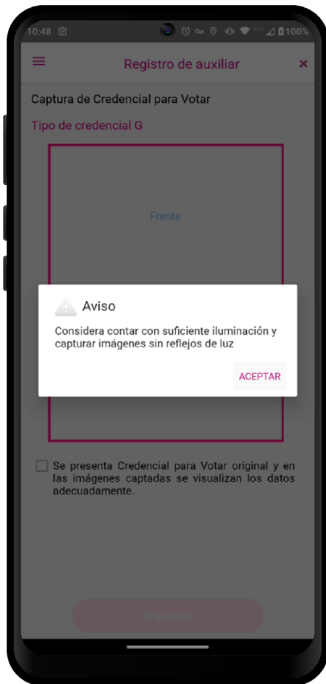 10:48 100%
Registro de auxiliar ×
Captura de Credencial para Votar
Tipo de credencial G
Frente
Aviso
Considera contar con suficiente iluminación y
capturar imágenes sin reflejos de luz
ACEPTAR
Se presenta Credencial para Votar original y en
las imágenes captadas se visualizan los datos
adecuadamente.
Siguiente